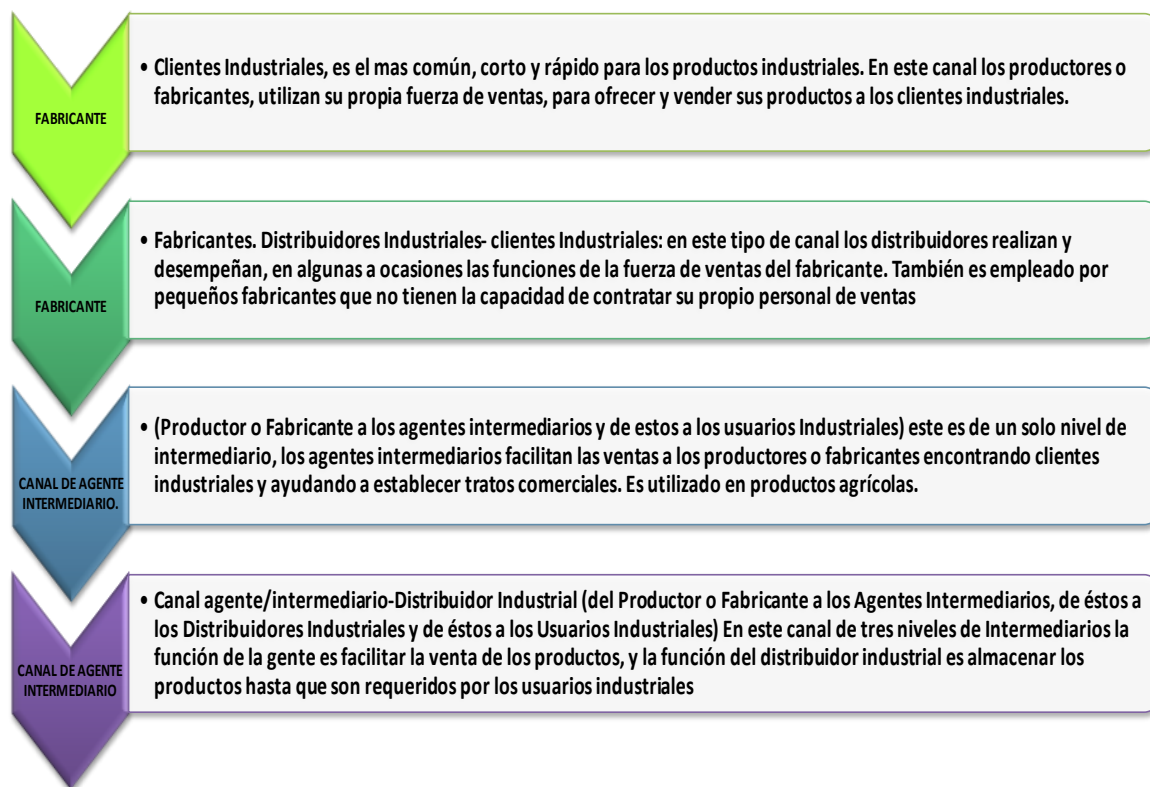 FABRICANTE
• Clientes Industriales, es el mas común, corto y rápido para los productos industriales. En este canal los productores o
fabricantes, utilizan su propia fuerza de ventas, para ofrecer y vender sus productos a los clientes industriales.
FABRICANTE
• Fabricantes. Distribuidores Industriales- clientes Industriales: en este tipo de canal los distribuidores realizan y
desempeñan, en algunas a ocasiones las funciones de la fuerza de ventas del fabricante. También es empleado por
pequeños fabricantes que no tienen la capacidad de contratar su propio personal de ventas
CANAL DE AGENTE
INTERMEDIARIO.
• (Productor o Fabricante a los agentes intermediarios y de estos a los usuarios Industriales) este es de un solo nivel de
intermediario, los agentes intermediarios facilitan las ventas a los productores o fabricantes encontrando clientes
industriales y ayudando a establecer tratos comerciales. Es utilizado en productos agrícolas.
CANAL DE AGENTE
INTERMEDIARIO
• Canal agente/intermediario-Distribuidor Industrial (del Productor o Fabricante a los Agentes Intermediarios, de éstos a
los Distribuidores Industriales y de éstos a los Usuarios Industriales) En este canal de tres niveles de Intermediarios la
función de la gente es facilitar la venta de los productos, y la función del distribuidor industrial es almacenar los
productos hasta que son requeridos por los usuarios industriales